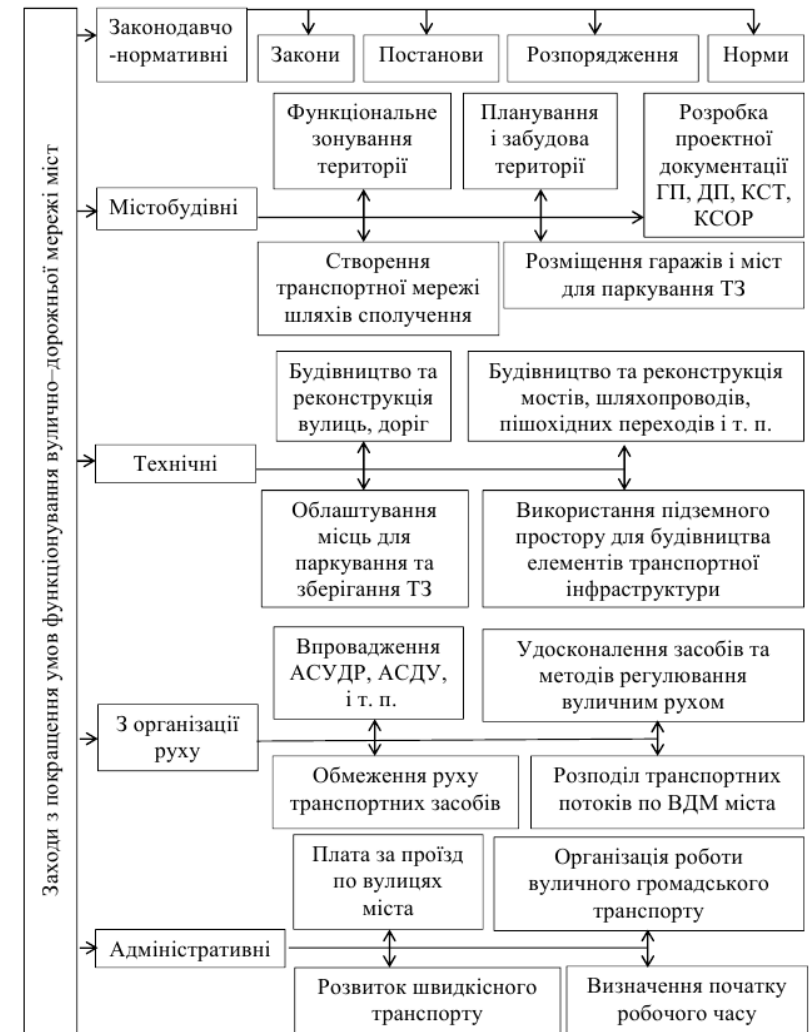 Заходи з покращення умов функціонування вулично–дорожньої мережі міст
Законодавчо
-нормативні
Закони
Постанови
Розпорядження
Норми
Містобудівні
Функціональне
зонування
території
Планування
і забудова
території
Розробка
проектної
документації
ГП, ДП, КСТ,
КСОР
Створення
транспортної мережі
шляхів сполучення
Розміщення гаражів і міст
для паркування ТЗ
Технічні
Будівництво та
реконструкція
вулиць, доріг
Будівництво та реконструкція
мостів, шляхопроводів,
пішохідних переходів і т. п.
Облаштування
місць для
паркування та
зберігання ТЗ
Використання підземного
простору для будівництва
елементів транспортної
інфраструктури
З організації
руху
Впровадження
АСУДР, АСДУ,
і т. п.
Удосконалення засобів та
методів регулювання
вуличним рухом
Обмеження руху
транспортних засобів
Розподіл транспортних
потоків по ВДМ міста
Адміністративні
Плата за проїзд
по вулицях
міста
Організація роботи
вуличного громадського
транспорту
Розвиток швидкісного
транспорту
Визначення початку
робочого часу